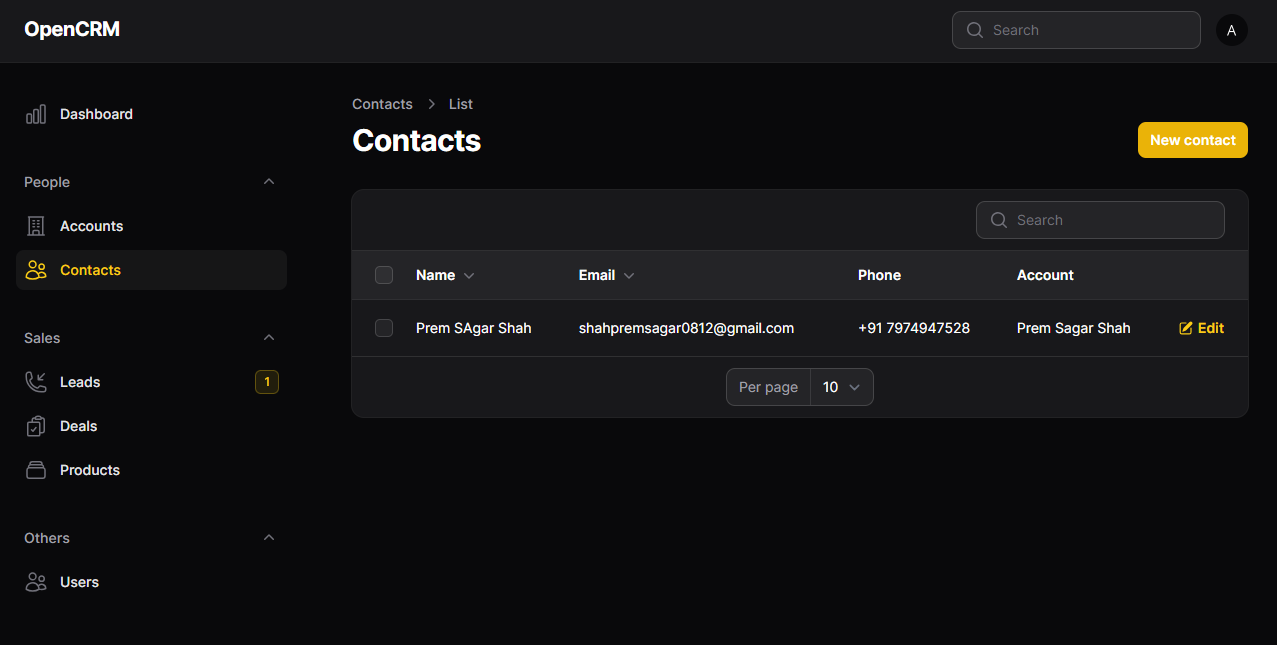 OpenCRM
Search
A
Dashboard
People
Accounts
Contacts
Sales
Leads 1
Deals
Products
Others
Users
Contacts List
Contacts
New contact
Search
Name Email Phone Account
Prem SAgar Shah shahpremsagar0812@gmail.com +91 7974947528 Prem Sagar Shah Edit
Per page 10